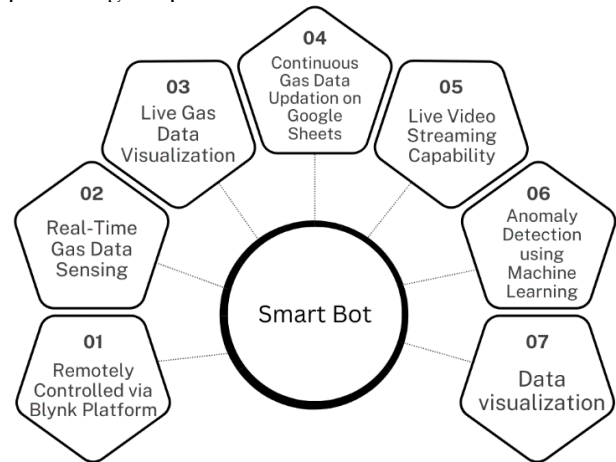 01
Remotely
Controlled via
Blynk Platform
02
Real-Time
Gas Data
Sensing
03
Live Gas
Data
Visualization
04
Continuous
Gas Data
Updation on
Google
Sheets
05
Live Video
Streaming
Capability
06
Anomaly
Detection
using
Machine
Learning
07
Data
visualization
Smart Bot